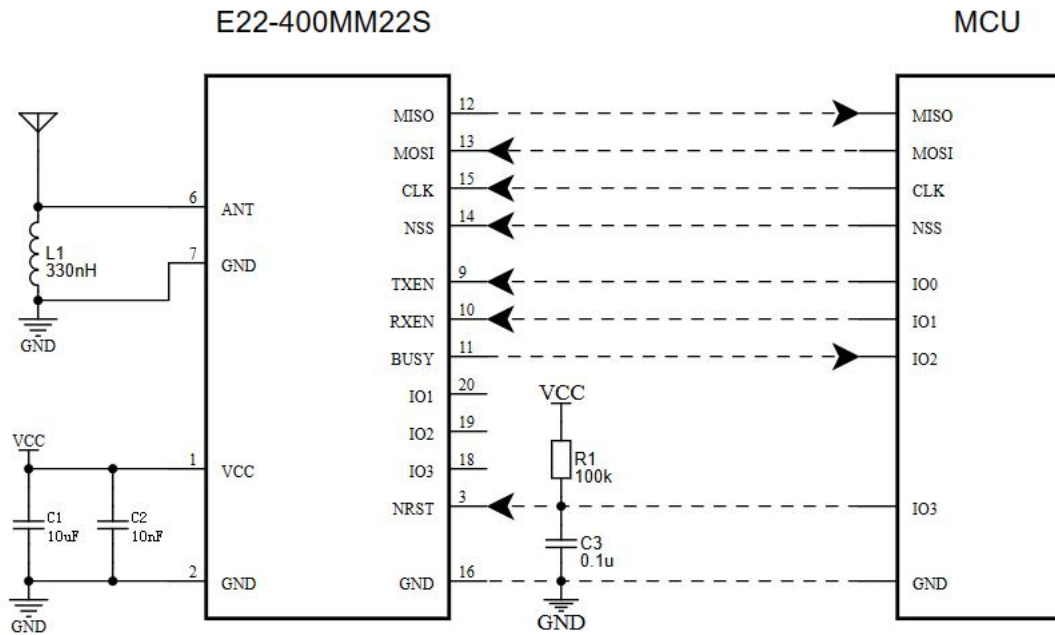 E22-400MM22S
MCU
12
MISO
MISO
13
MOSI
MOSI
15
CLK
CLK
6
ANT
14
NSS
NSS
L1
330nH
7
GND
9
TXEN
IO0
10
RXEN
IO1
GND
11
BUSY
IO2
20
IO1
VCC
19
IO2
VCC
1
VCC
18
IO3
R1
100k
3
NRST
IO3
C1
10uF
C2
10nF
C3
0.1u
2
GND
16
GND
GND
GND
GND